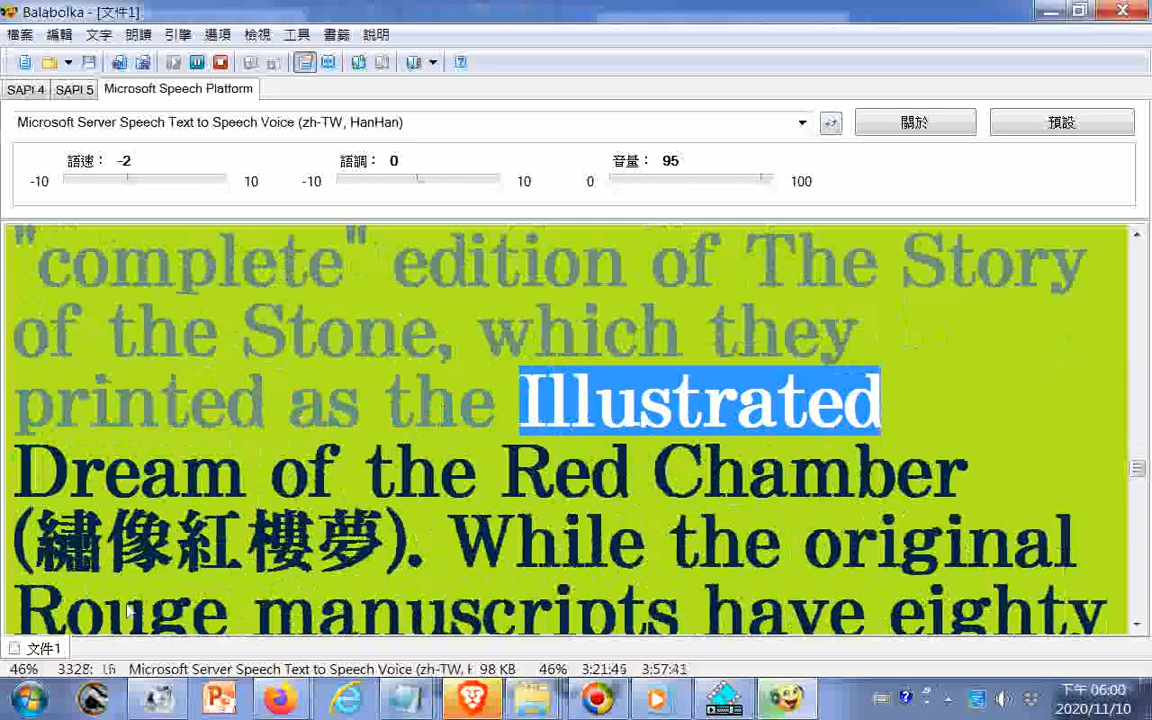 Balabolka - [文件1]
檔案 編輯 文字 朗讀 引擎 選項 檢視 工具 書籤 說明
SAPI 4 SAPI 5 Microsoft Speech Platform
Microsoft Server Speech Text to Speech Voice (zh-TW, HanHan) 關於 預設
語速： -2 語調： 0 音量： 95
-10 10 -10 10 0 100
"complete" edition of The Story
of the Stone, which they
printed as the Illustrated
Dream of the Red Chamber
(繡像紅樓夢). While the original
Rouge manuscripts have eighty
文件1
46% 3328: 16 Microsoft Server Speech Text to Speech Voice (zh-TW, 98 KB 46% 3:21:45 3:57:41
下午 06:00
2020/11/10